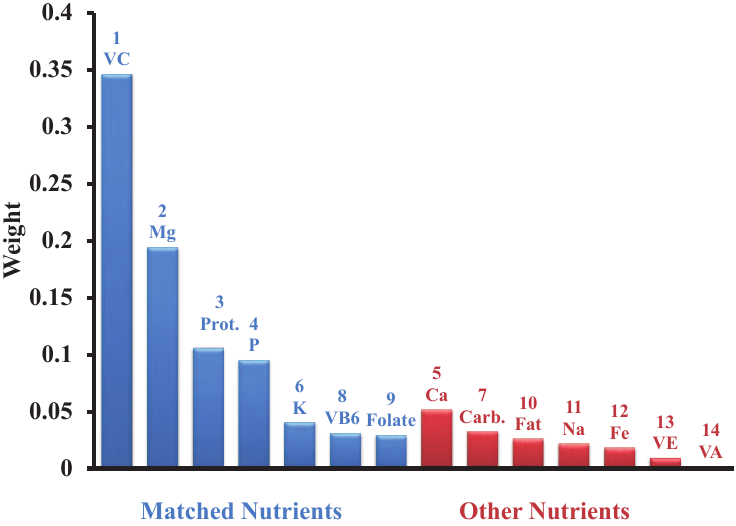 0.4
0.35
0.3
0.25
0.2
0.15
0.1
0.05
0
Weight
1
VC
2
Mg
3
Prot.
4
P
6
K
8
VB6
9
Folate
5
Ca
7
Carb.
10
Fat
11
Na
12
Fe
13
VE
14
VA
Matched Nutrients
Other Nutrients